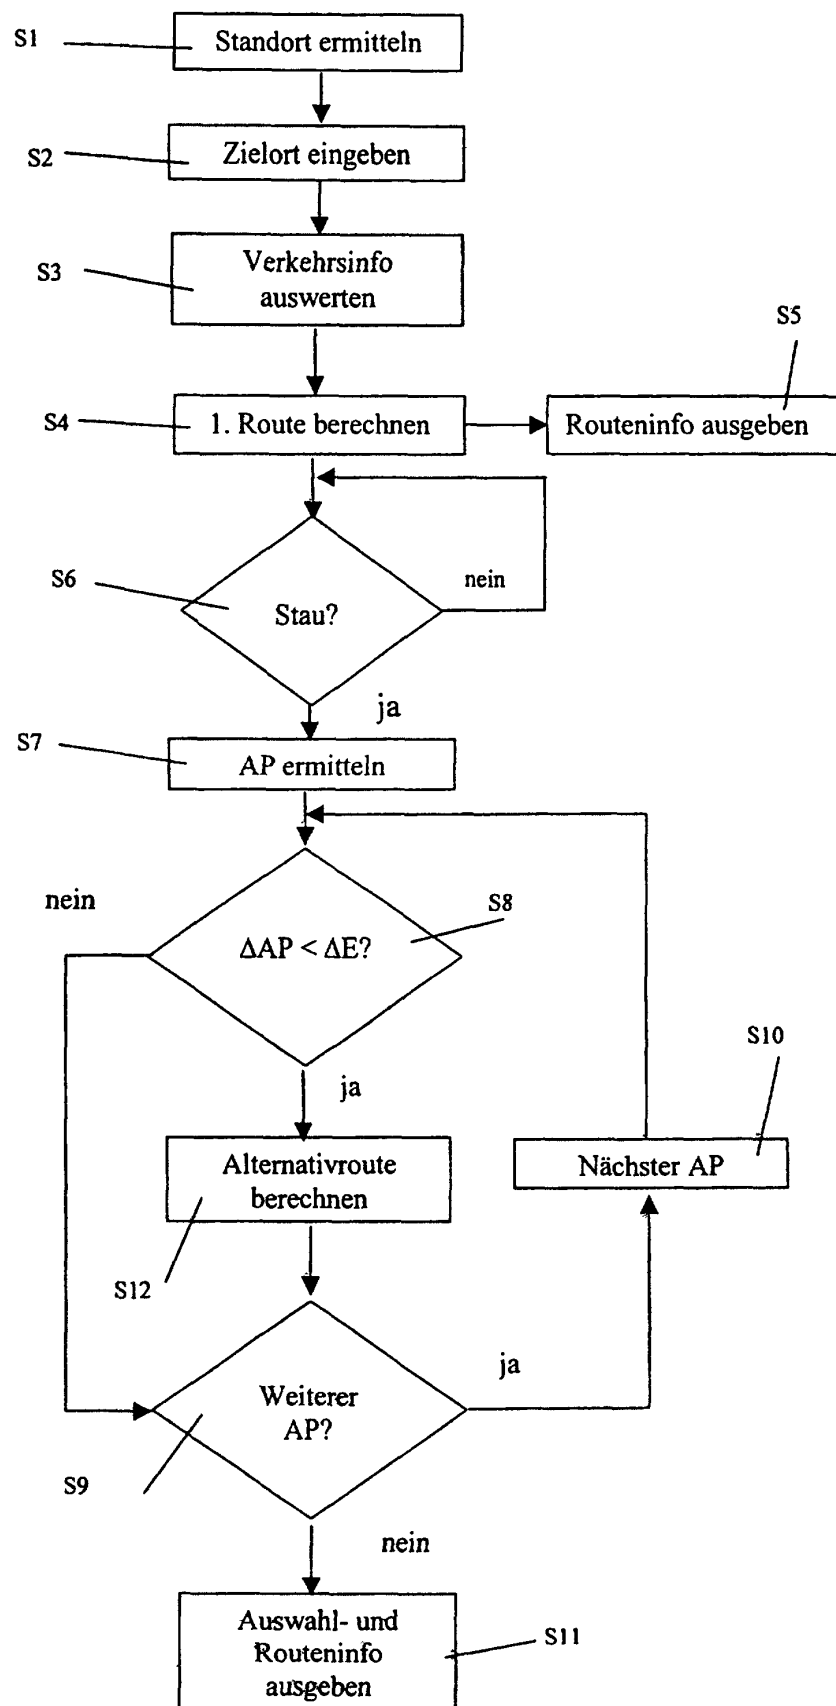 S1
Standort ermitteln
S2
Zielort eingeben
S3
Verkehrsinfo
auswerten
S5
S4
1. Route berechnen
Routeninfo ausgeben
S6
nein
Stau?
ja
S7
AP ermitteln
nein
S8
ΔAP < ΔE?
S10
ja
Alternativroute
berechnen
Nächster AP
S12
ja
Weiterer
AP?
S9
nein
Auswahl- und
Routeninfo
ausgeben
S11